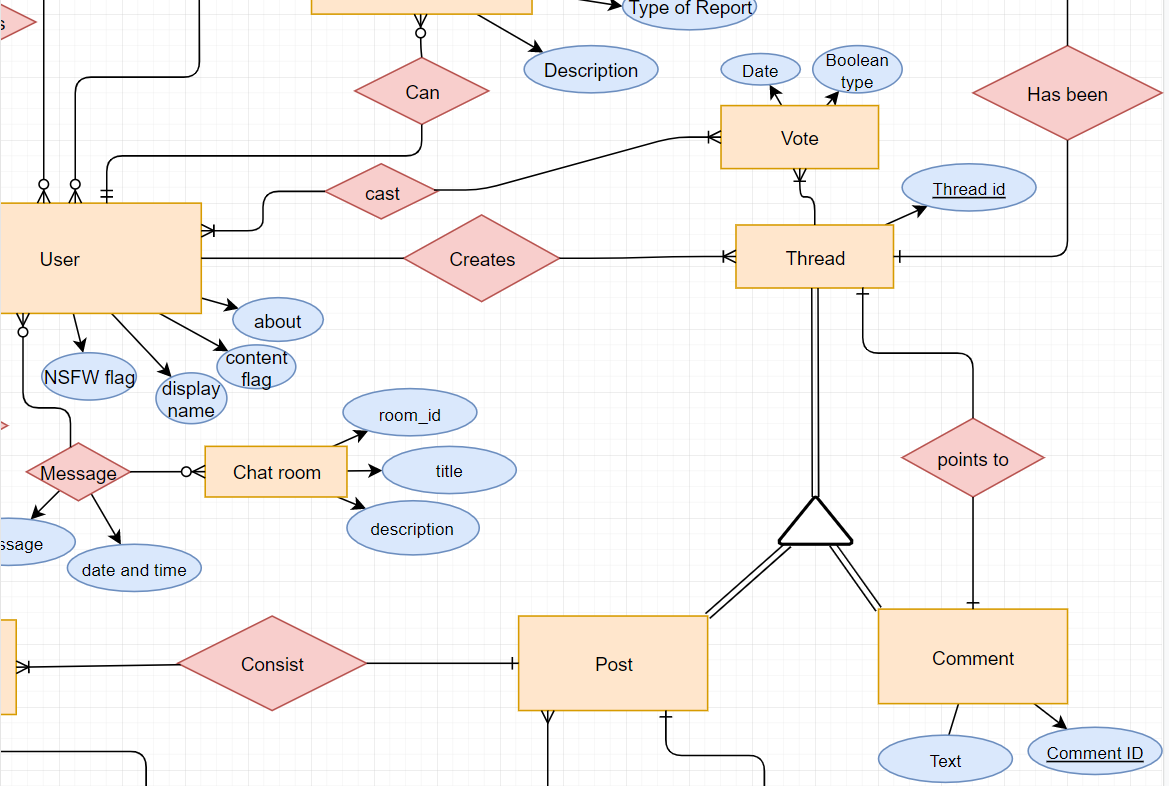 Type of Report
Description
Date
Boolean
type
Can
Has been
Vote
cast
Thread id
User
Creates
Thread
about
content
flag
NSFW flag
display
name
room_id
points to
Message
Chat room
title
description
date and time
Consist
Post
Comment
Text
Comment ID